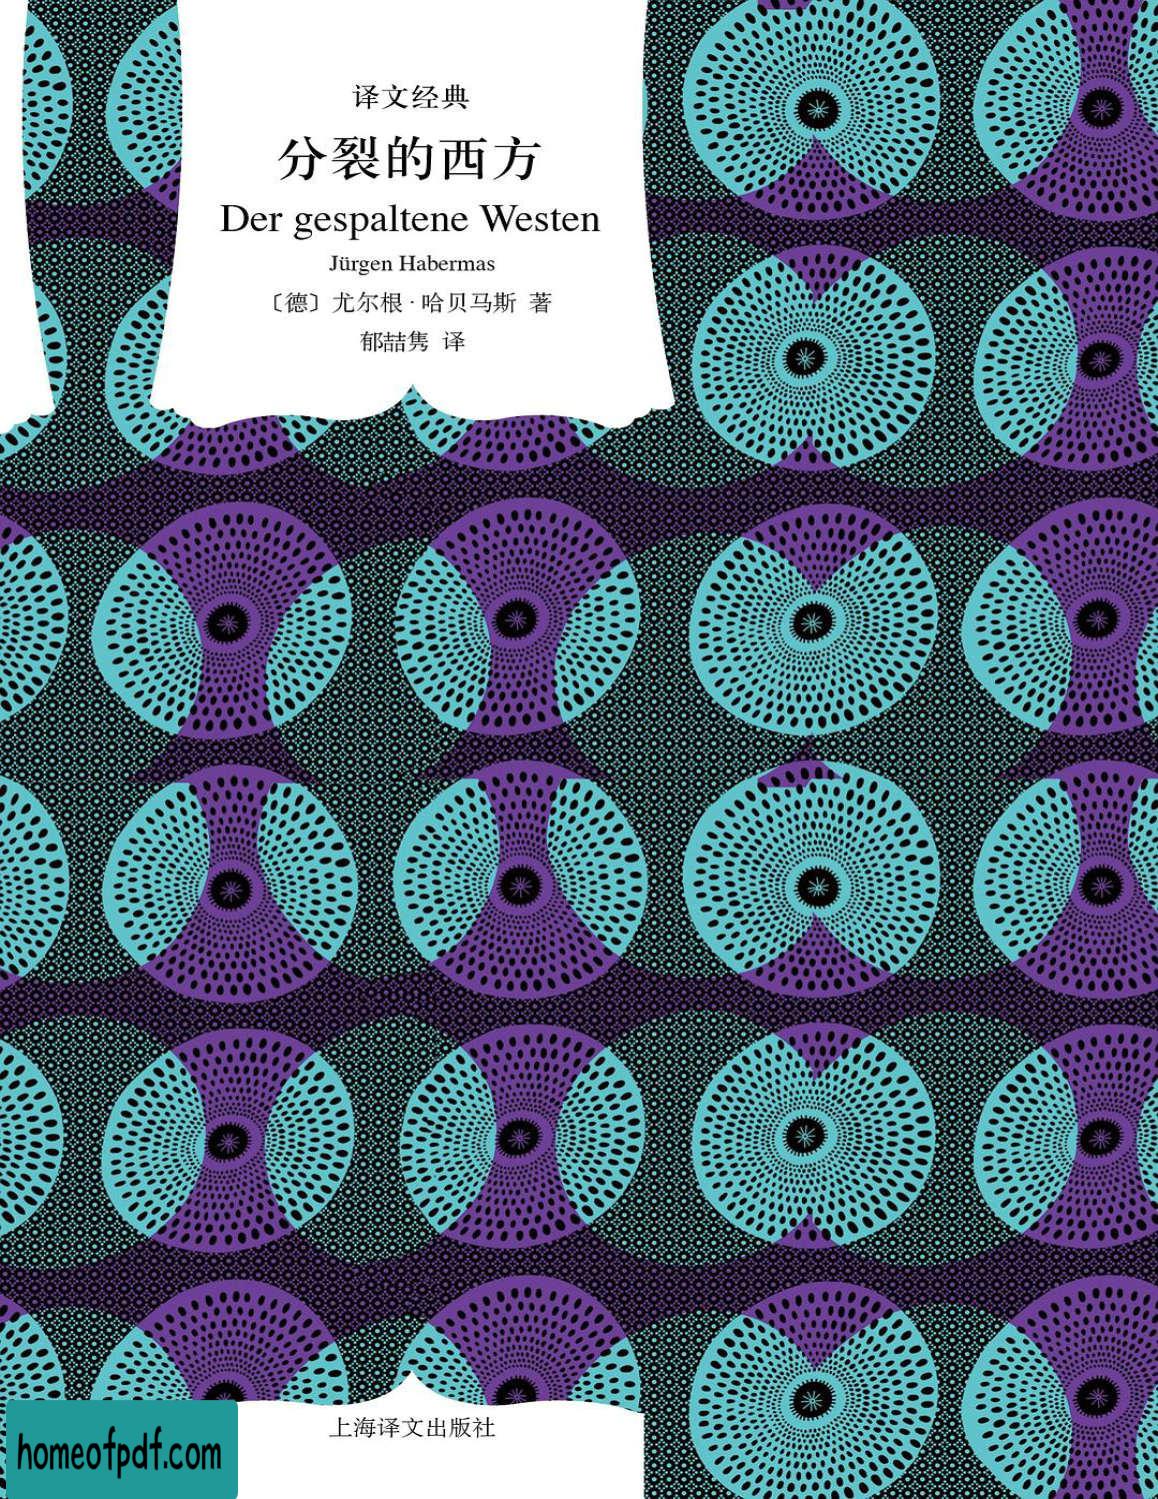 译文经典
分裂的西方
Der gespaltene Westen
Jürgen Habermas
〔德〕尤尔根·哈贝马斯 著
郁喆隽 译
上海译文出版社
homeofpdf.com